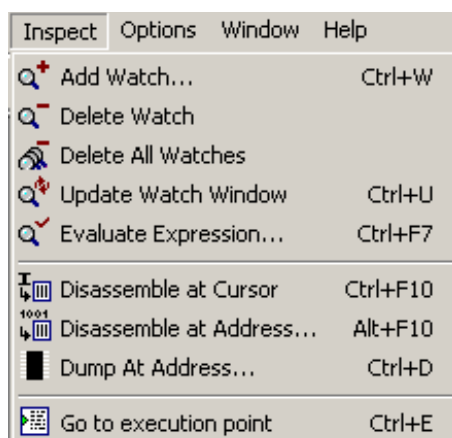 Inspect Options Window Help
Add Watch... Ctrl+W
Delete Watch
Delete All Watches
Update Watch Window Ctrl+U
Evaluate Expression... Ctrl+F7
Disassemble at Cursor Ctrl+F10
1001
Disassemble at Address... Alt+F10
Dump At Address... Ctrl+D
Go to execution point Ctrl+E